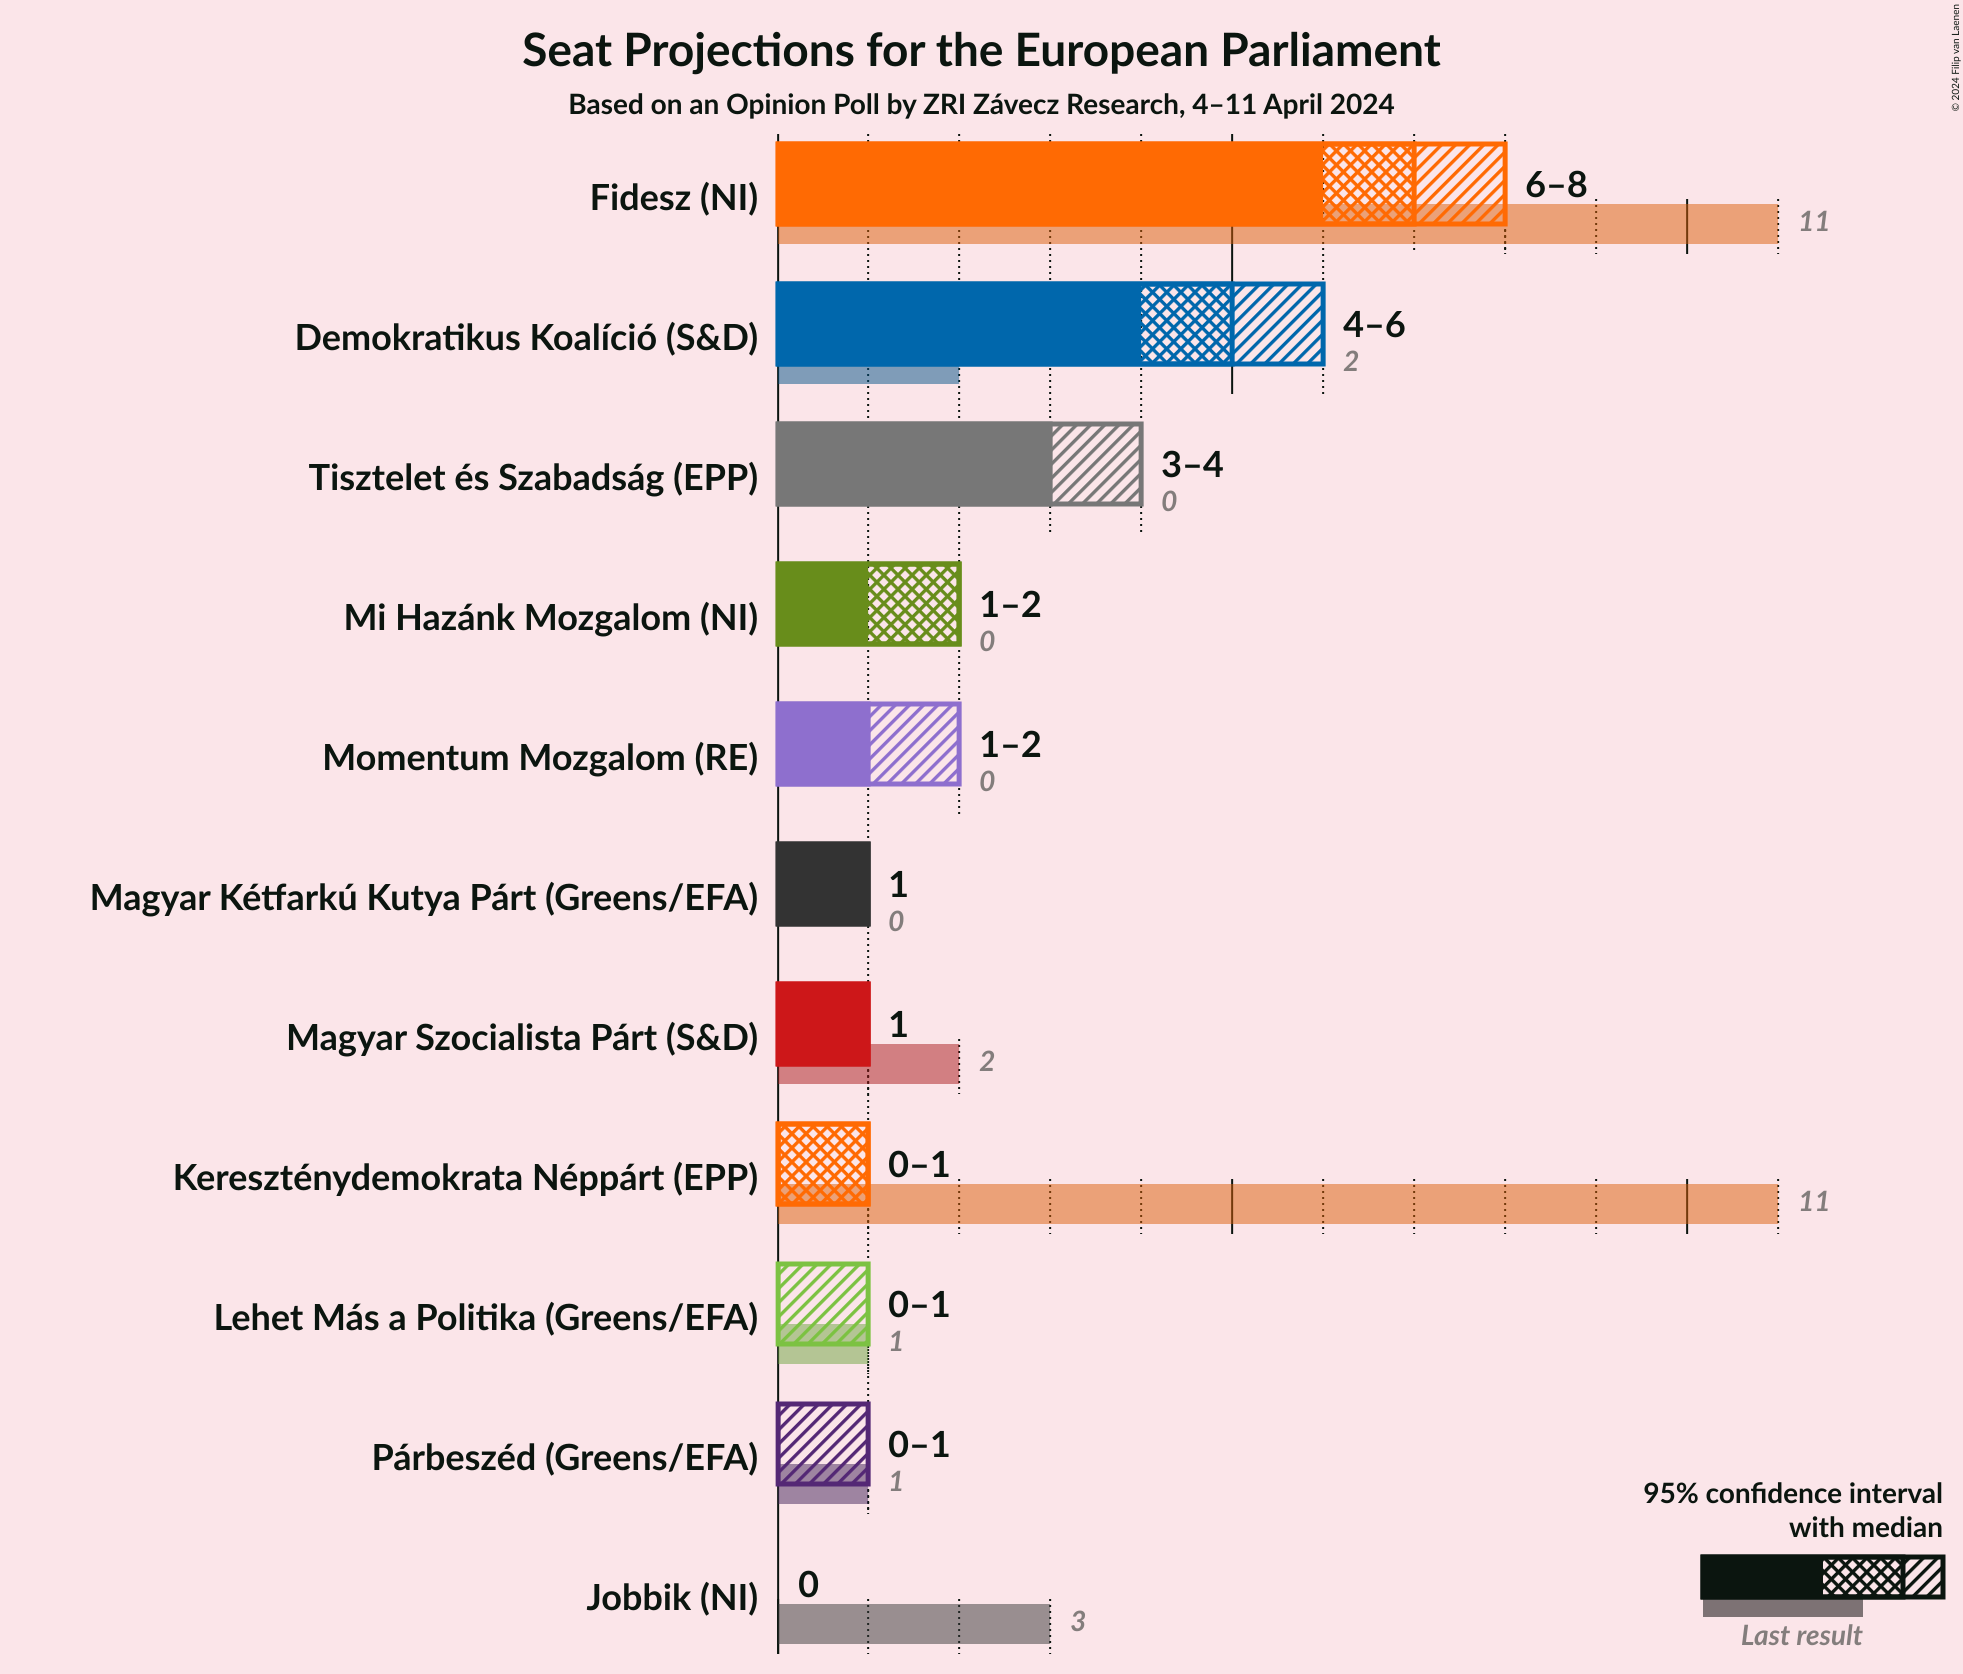 Seat Projections for the European Parliament
Based on an Opinion Poll by ZRI Závecz Research, 4–11 April 2024
© 2024 Filip van Laenen
Fidesz (NI)
6–8
11
Demokratikus Koalíció (S&D)
4–6
2
Tisztelet és Szabadság (EPP)
3–4
0
Mi Hazánk Mozgalom (NI)
1–2
0
Momentum Mozgalom (RE)
1–2
0
Magyar Kétfarkú Kutya Párt (Greens/EFA)
1
0
Magyar Szocialista Párt (S&D)
1
2
Kereszténydemokrata Néppárt (EPP)
0–1
11
Lehet Más a Politika (Greens/EFA)
0–1
1
Párbeszéd (Greens/EFA)
0–1
1
Jobbik (NI)
0
3
95% confidence interval
with median
Last result